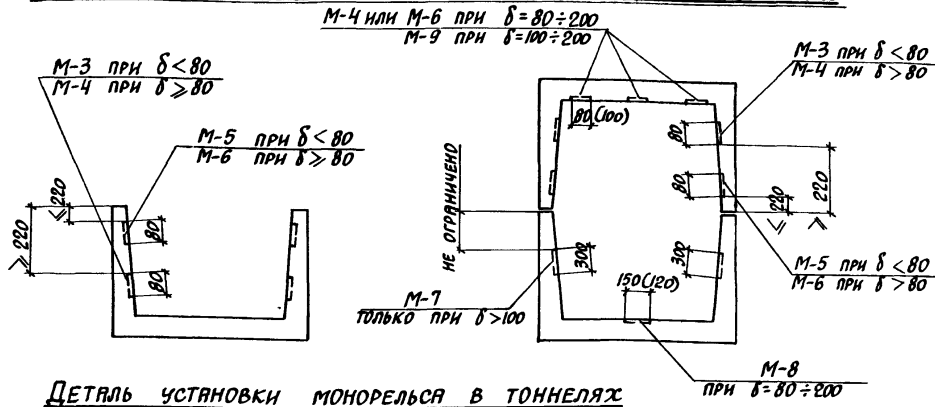 М-4 ИЛИ М-6 ПРИ δ=80÷200
М-9 ПРИ δ=100÷200
М-3 ПРИ δ<80
М-4 ПРИ δ⩾80
М-5 ПРИ δ<80
М-6 ПРИ δ⩾80
⩽220
⩾220
80
80
М-3 ПРИ δ<80
М-4 ПРИ δ>80
80(100)
80
80
220
⩽220
НЕ ОГРАНИЧЕНО
300
300
М-5 ПРИ δ<80
М-6 ПРИ δ>80
150(120)
М-7
ТОЛЬКО ПРИ δ>100
М-8
ПРИ δ=80÷200
ДЕТАЛЬ УСТАНОВКИ МОНОРЕЛЬСА В ТОННЕЛЯХ